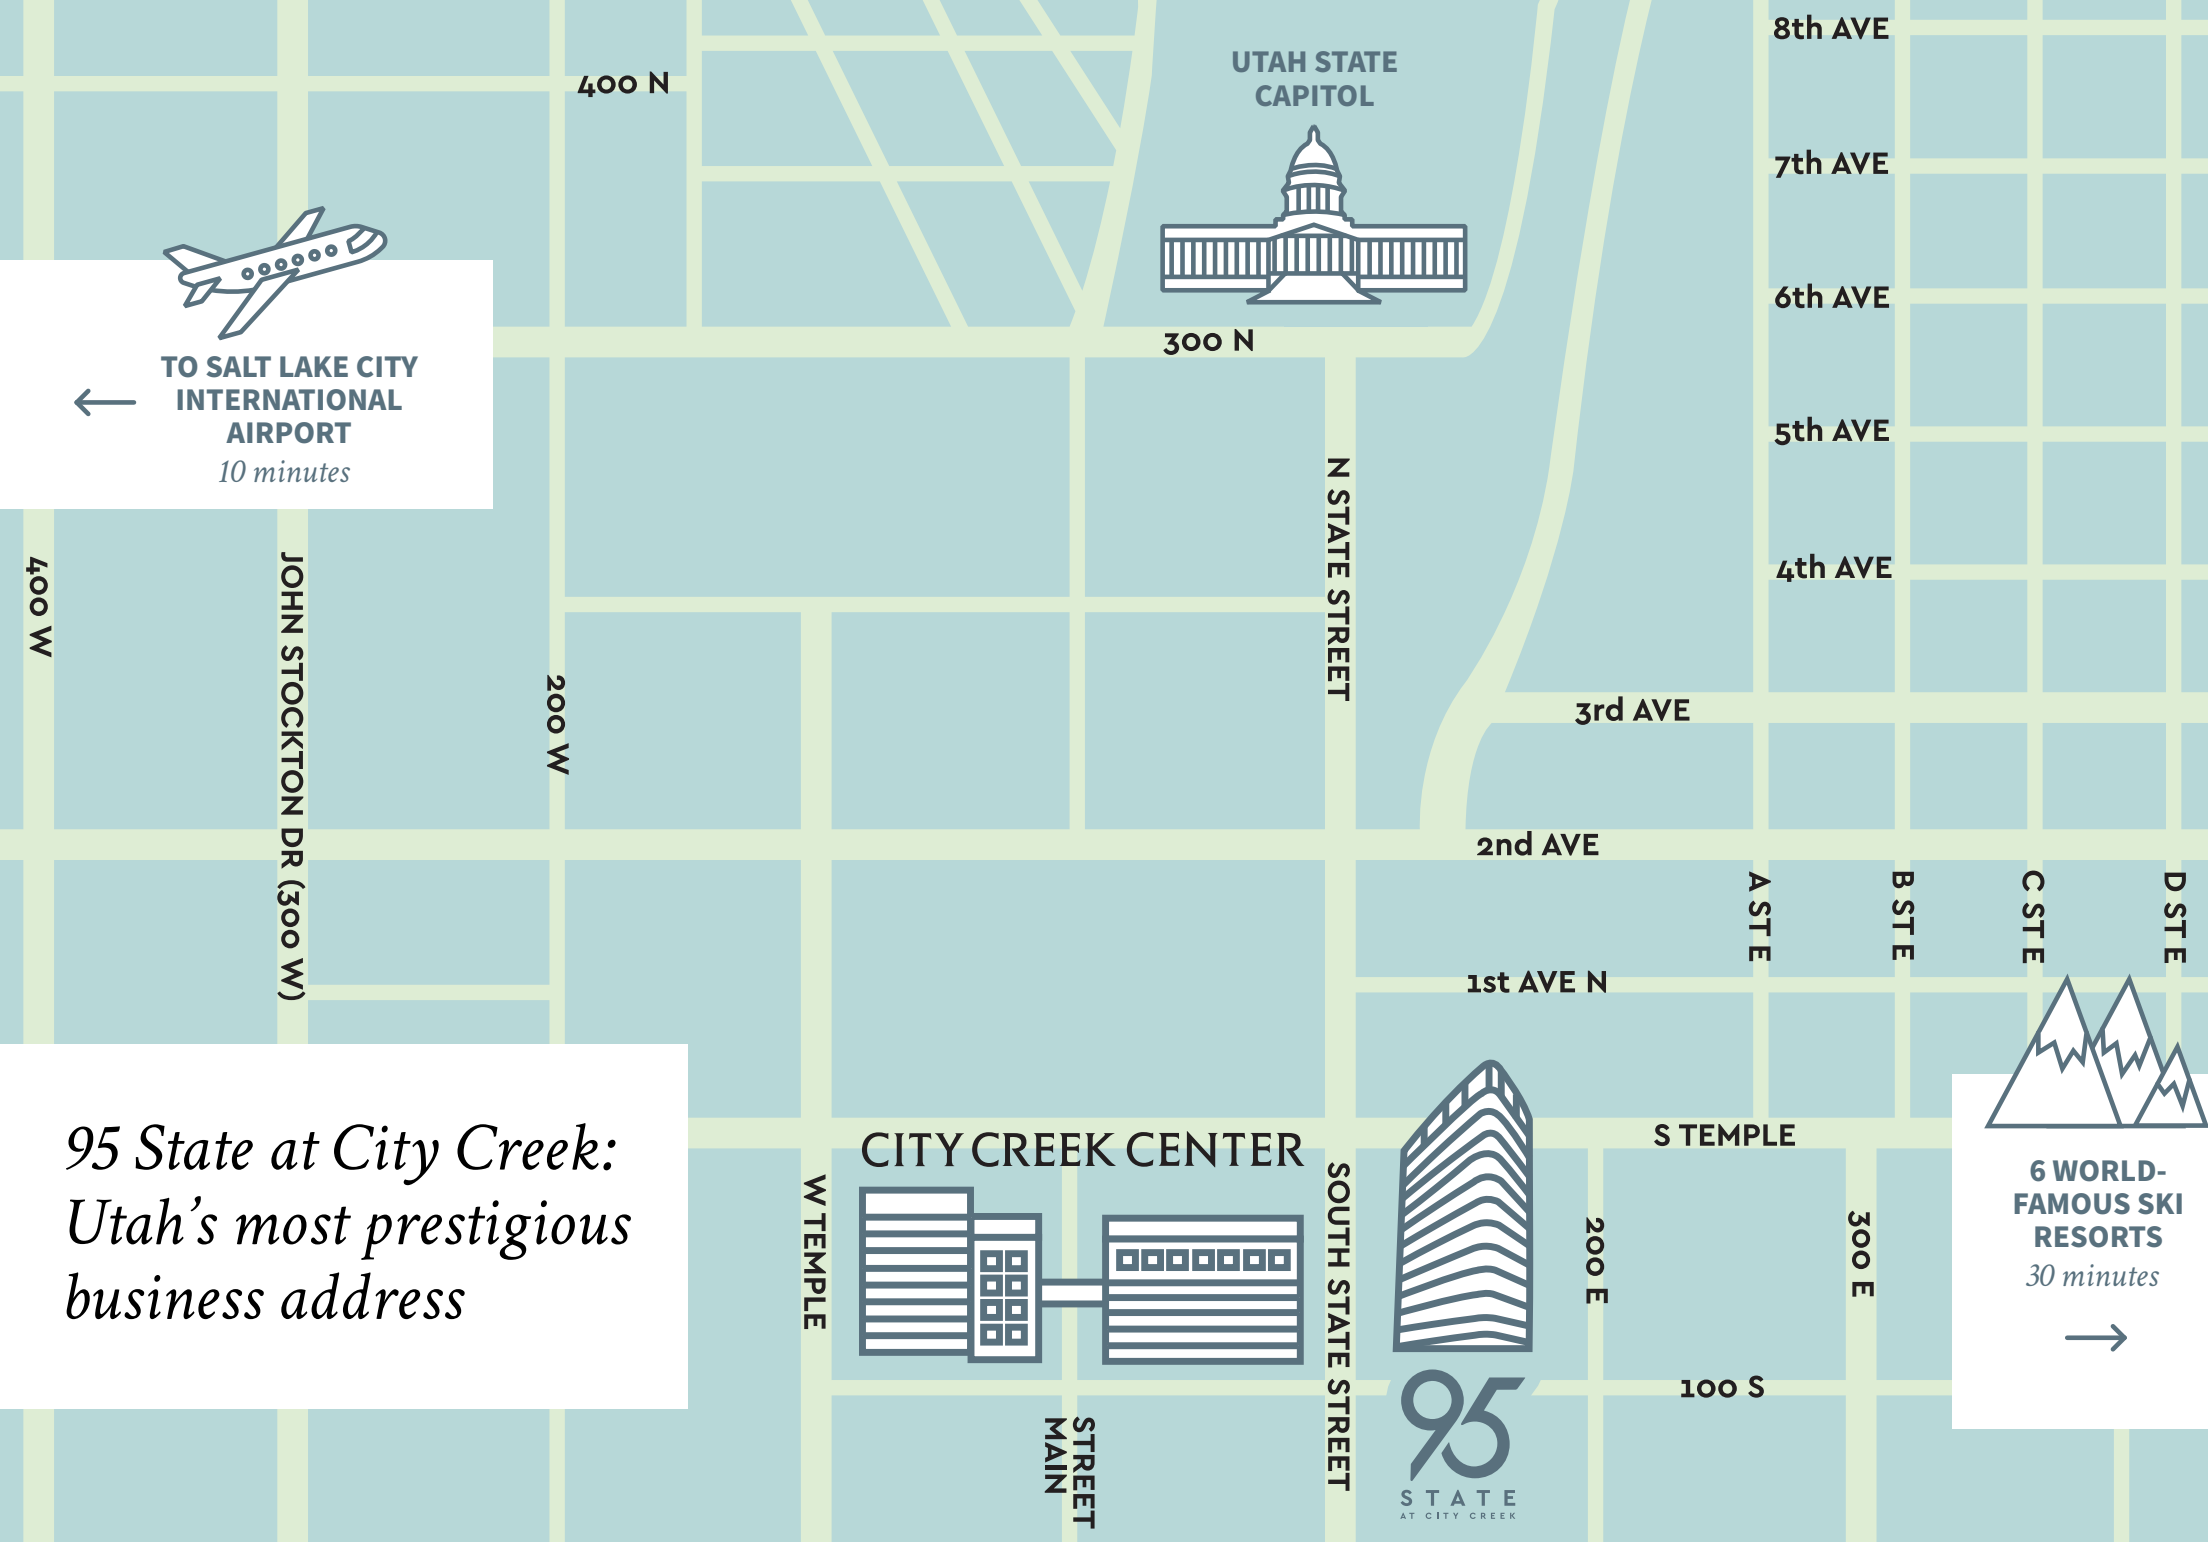 8th AVE
UTAH STATE
CAPITOL
400 N
7th AVE
6th AVE
300 N
TO SALT LAKE CITY
INTERNATIONAL
AIRPORT
10 minutes
5th AVE
N STATE STREET
4th AVE
400 W
JOHN STOCKTON DR (300 W)
200 W
3rd AVE
2nd AVE
A ST E
B ST E
C ST E
D ST E
1st AVE N
95 State at City Creek:
Utah’s most prestigious
business address
CITY CREEK CENTER
S TEMPLE
W TEMPLE
SOUTH STATE STREET
200 E
300 E
6 WORLD-
FAMOUS SKI
RESORTS
30 minutes
100 S
MAIN
STREET
95
STATE
AT CITY CREEK